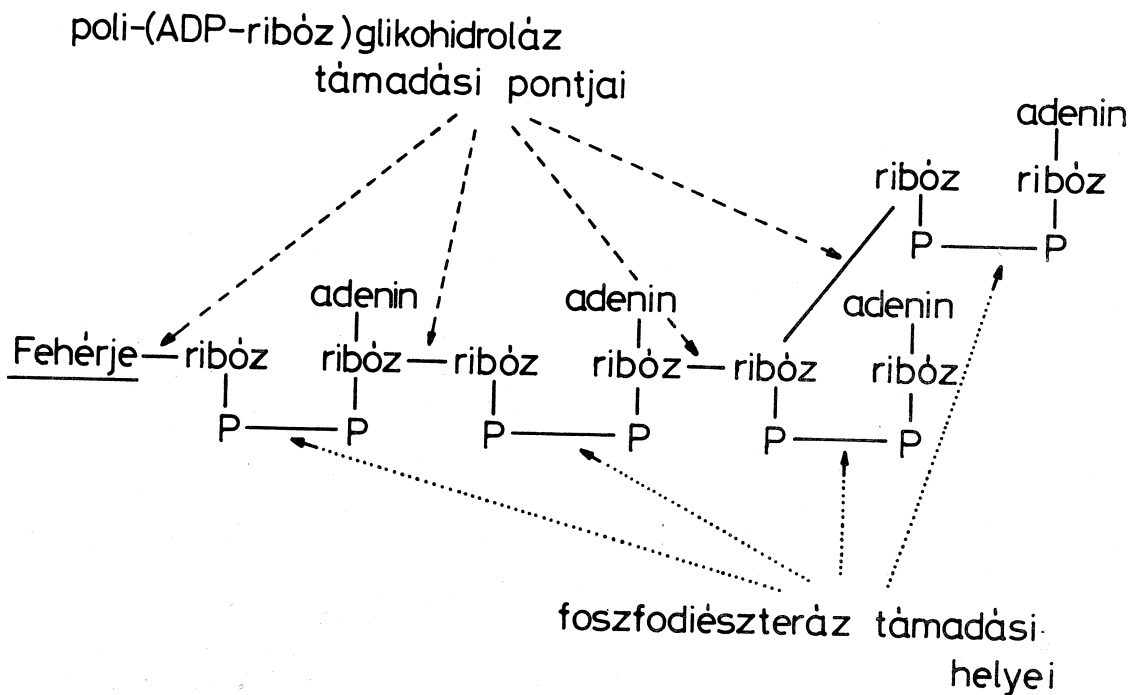 poli-(ADP-ribóz)glikohidroláz
támadási pontjai
adenin
ribóz ribóz
P P
adenin adenin adenin
Fehérje ribóz ribóz ribóz ribóz ribóz ribóz
P P P P P P
foszfodiészteráz támadási
helyei